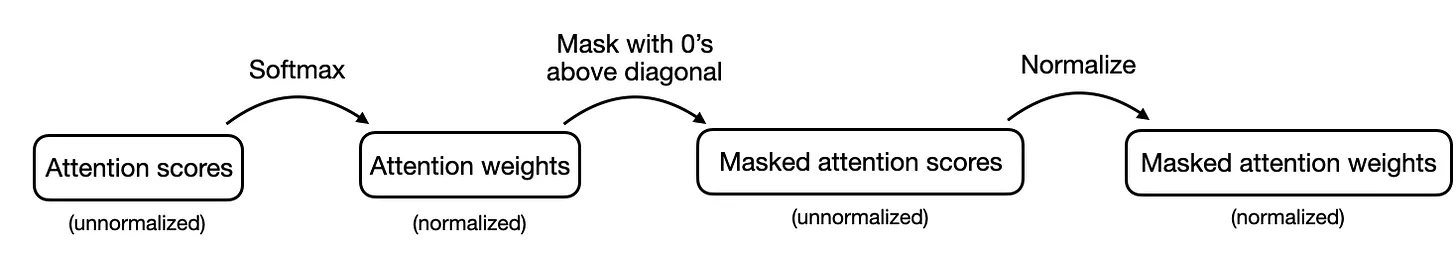 Softmax
Mask with 0's
above diagonal
Normalize
Attention scores
Attention weights
Masked attention scores
Masked attention weights
(unnormalized)
(normalized)
(unnormalized)
(normalized)